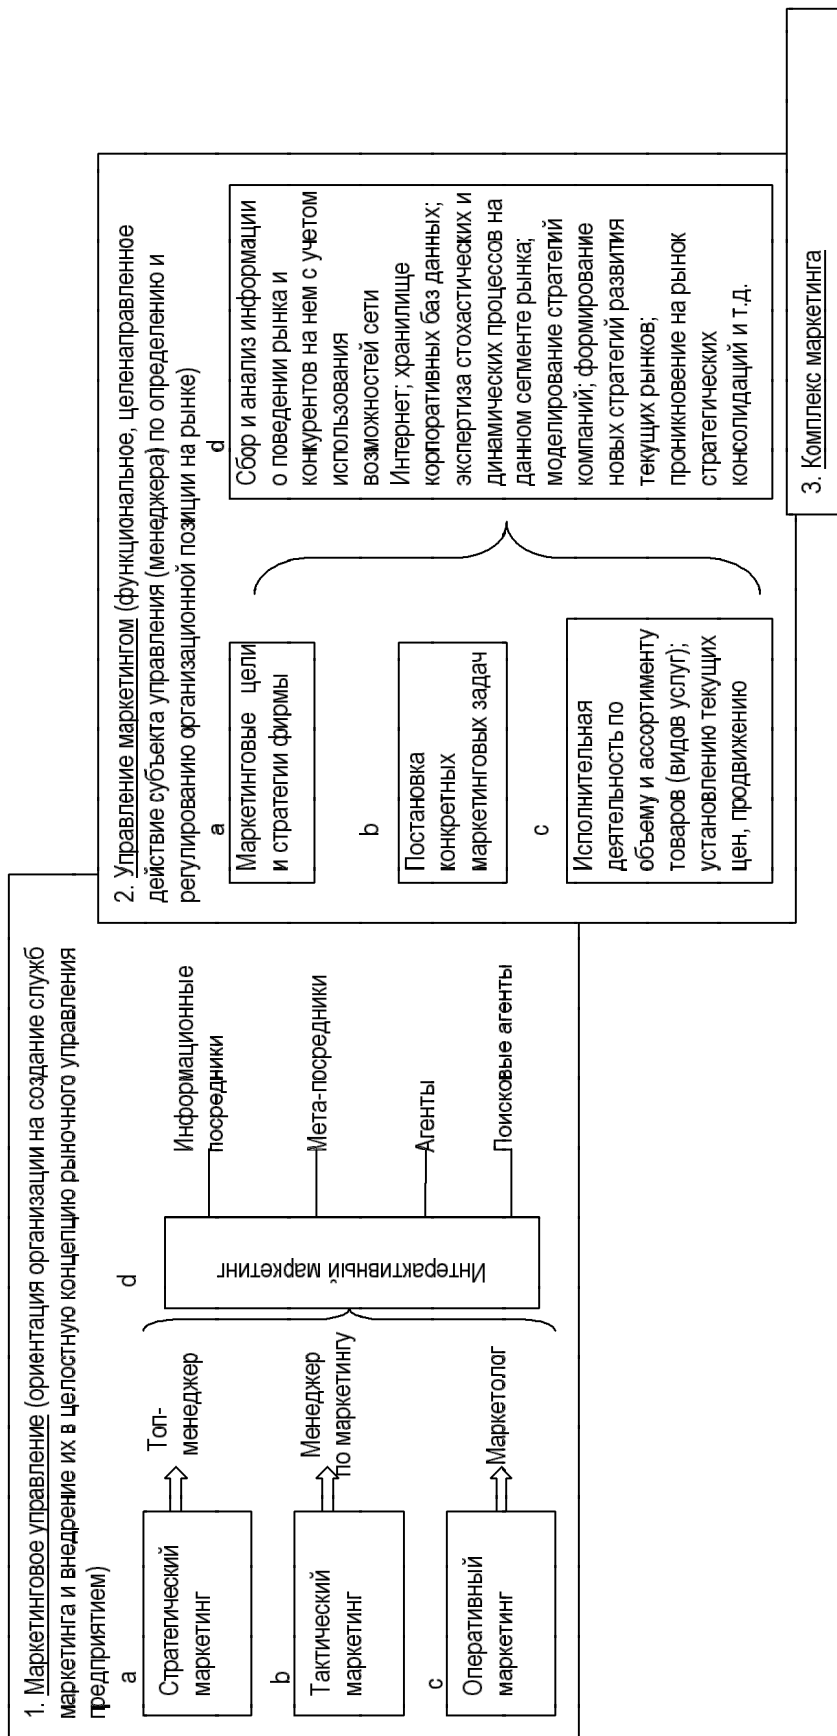 1. Маркетинговое управление (ориентация организации на создание служб
маркетинга и внедрение их в целостную концепцию рыночного управления
предприятием)
a
Стратегический
маркетинг
Топ-
менеджер
b
Тактический
маркетинг
Менеджер
по маркетингу
c
Оперативный
маркетинг
Маркетолог
d
Интерактивный маркетинг
Информационные
посредники
Мета-посредники
Агенты
Поисковые агенты
2. Управление маркетингом (функциональное, целенаправленное
действие субъекта управления (менеджера) по определению и
регулированию организационной позиции на рынке)
a
Маркетинговые цели
и стратегии фирмы
b
Постановка
конкретных
маркетинговых задач
c
Исполнительная
деятельность по
объему и ассортименту
товаров (видов услуг);
установлению текущих
цен, продвижению
d
Сбор и анализ информации
о поведении рынка и
конкурентов на нем с учетом
использования
возможностей сети
Интернет; хранилище
корпоративных баз данных;
экспертиза стохастических и
динамических процессов на
данном сегменте рынка;
моделирование стратегий
компаний; формирование
новых стратегий развития
текущих рынков;
проникновение на рынок
стратегических
консолидаций и т.д.
3. Комплекс маркетинга